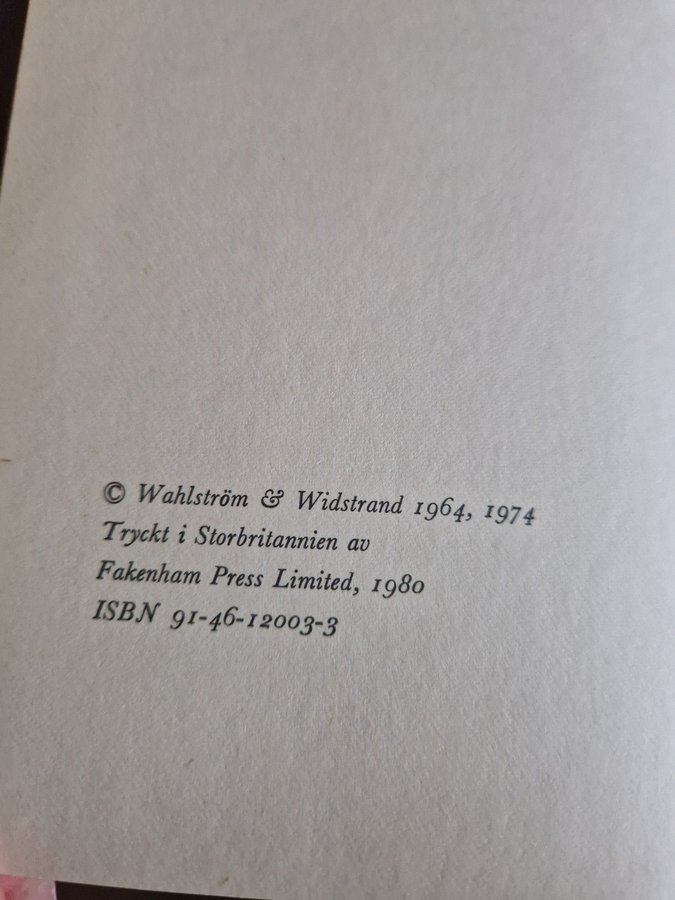 © Wahlström & Widstrand 1964, 1974
Tryckt i Storbritannien av
Fakenham Press Limited, 1980
ISBN 91-46-12003-3